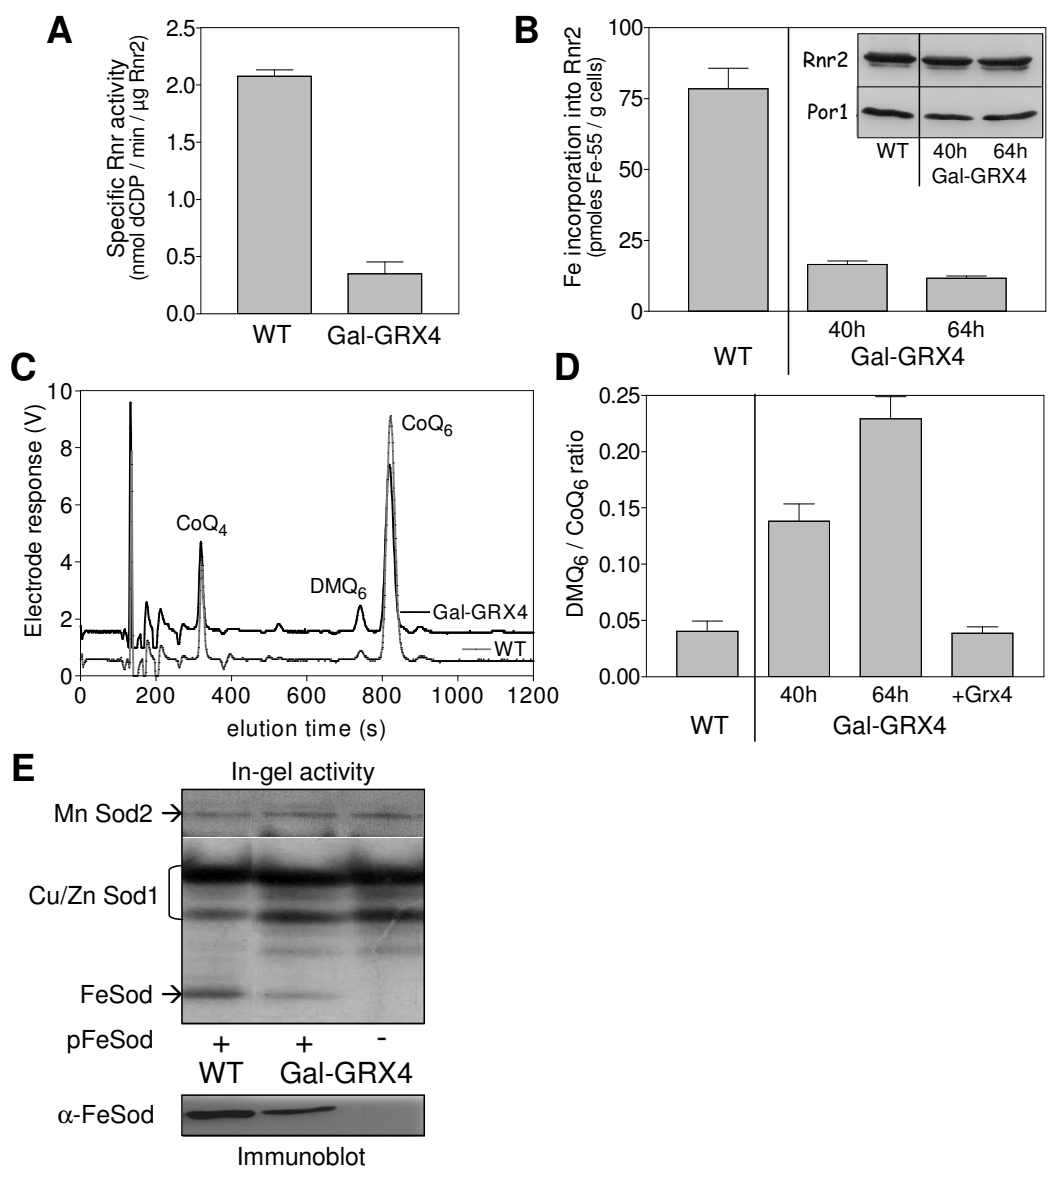 A
Specific Rnr activity
(nmol dCDP / min / µg Rnr2)
2.5
2.0
1.5
1.0
0.5
0.0
WT
Gal-GRX4
B
Fe incorporation into Rnr2
(pmoles Fe-55 / g cells)
100
75
50
25
0
Rnr2
Por1
WT
40h
64h
Gal-GRX4
40h
64h
WT
Gal-GRX4
C
Electrode response (V)
10
8
6
4
2
0
CoQ6
CoQ4
DMQ6
Gal-GRX4
WT
0
200
400
600
800
1000
1200
elution time (s)
D
DMQ6 / CoQ6 ratio
0.25
0.20
0.15
0.10
0.05
0.00
40h
64h
+Grx4
WT
Gal-GRX4
E
In-gel activity
Mn Sod2
Cu/Zn Sod1
FeSod
pFeSod
+
+
-
WT
Gal-GRX4
α-FeSod
Immunoblot